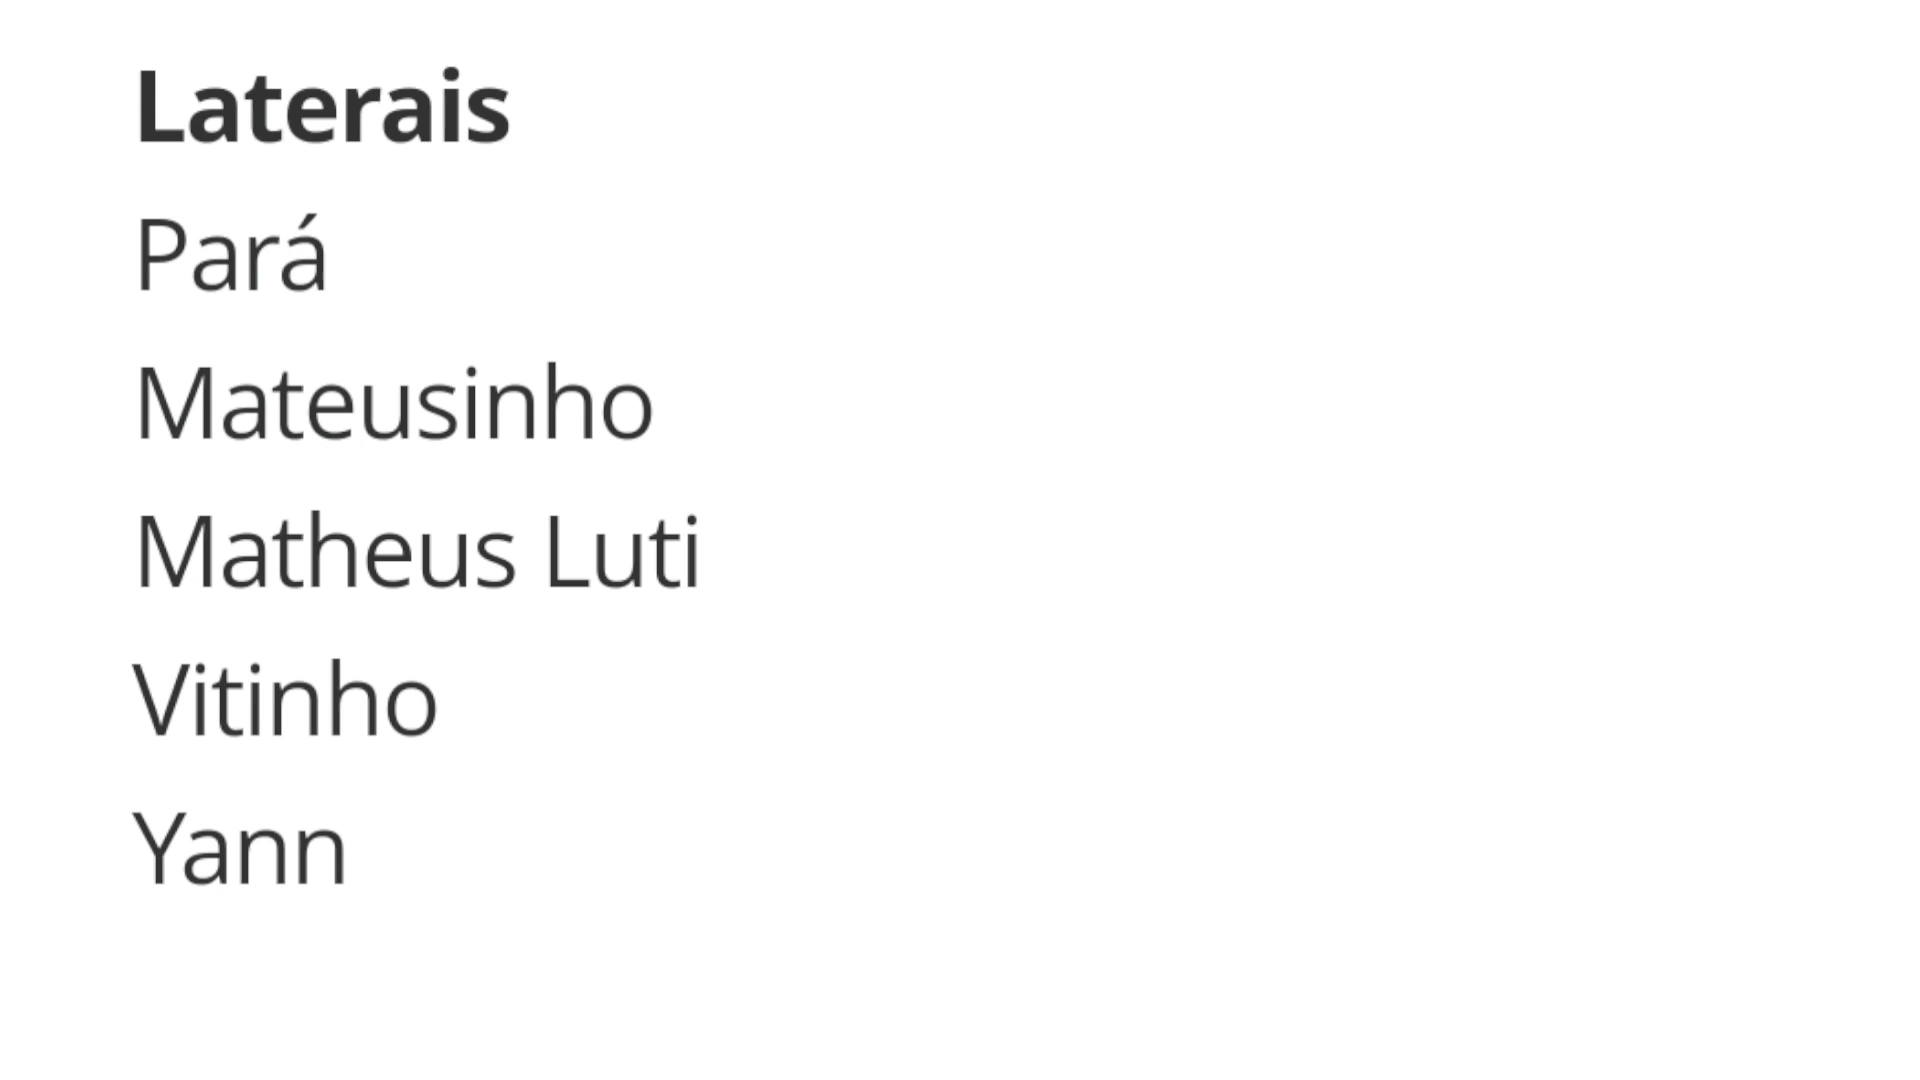 Laterais
Pará
Mateusinho
Matheus Luti
Vitinho
Yann